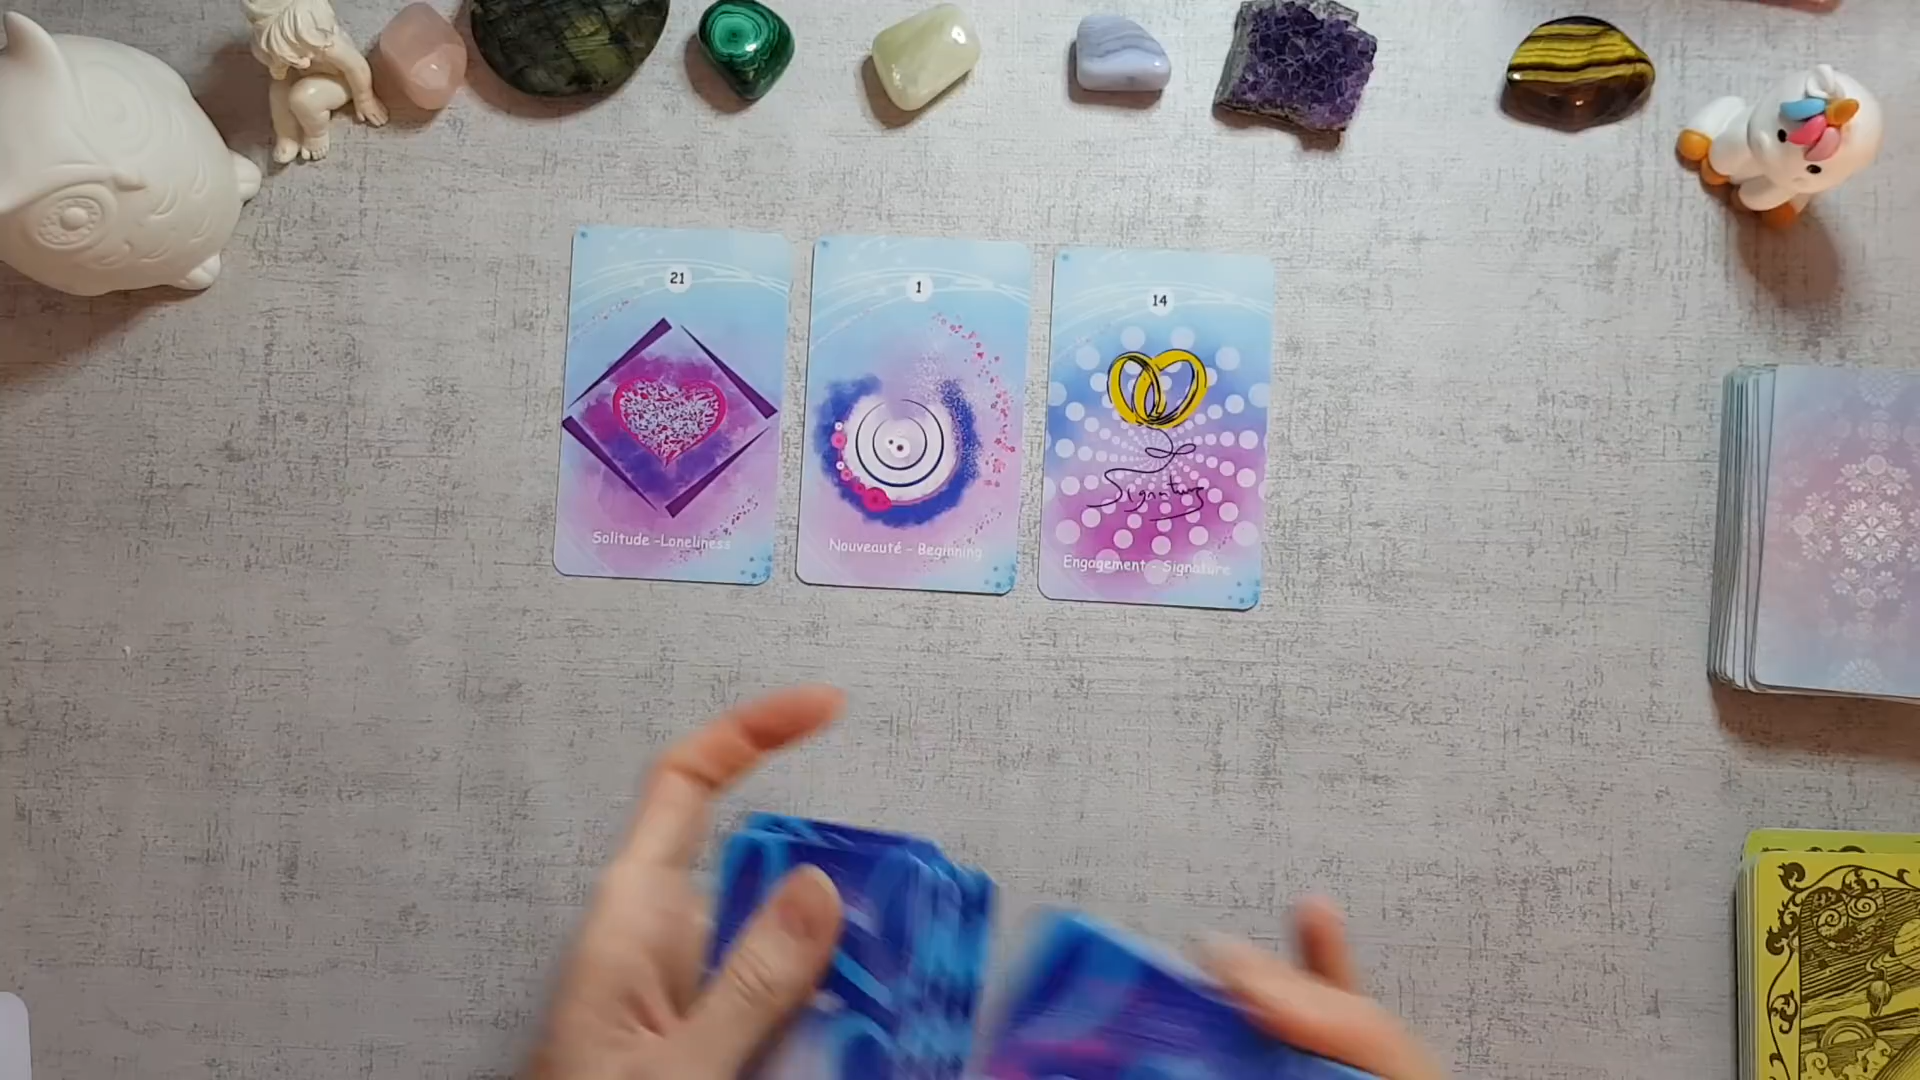 21
Solitude -Loneliness
1
Nouveauté - Beginning
14
Signature
Engagement - Signature